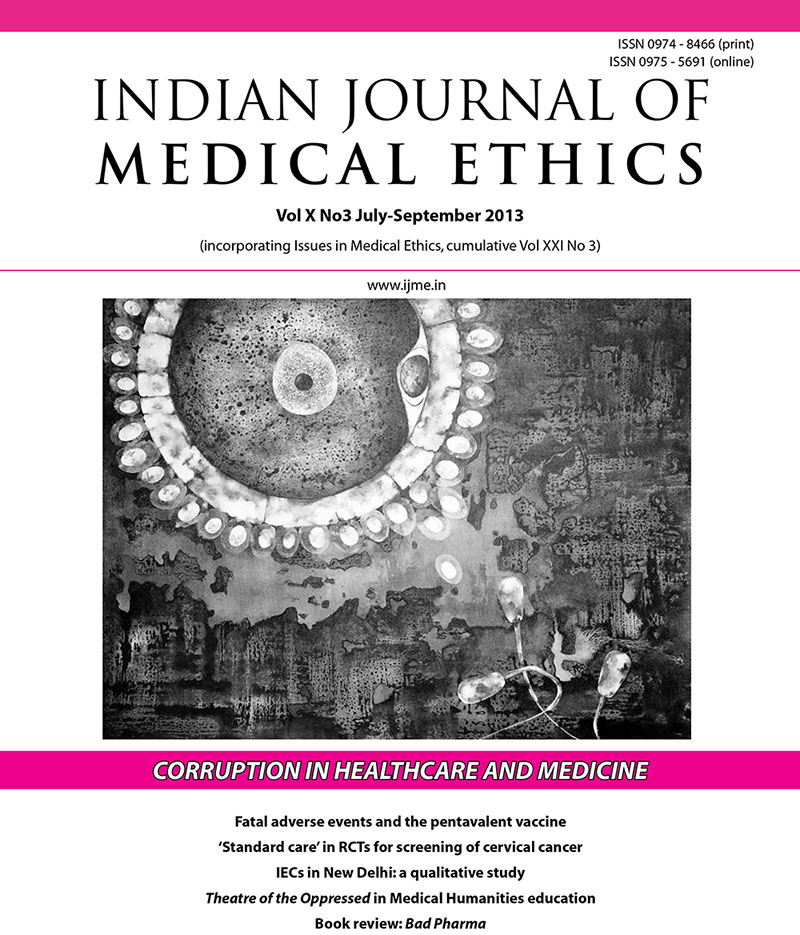 ISSN 0974 - 8466 (print)
ISSN 0975 - 5691 (online)
INDIAN JOURNAL OF
MEDICAL ETHICS
Vol X No3 July-September 2013
(incorporating Issues in Medical Ethics, cumulative Vol XXI No 3)
www.ijme.in
CORRUPTION IN HEALTHCARE AND MEDICINE
Fatal adverse events and the pentavalent vaccine
‘Standard care’ in RCTs for screening of cervical cancer
IECs in New Delhi: a qualitative study
Theatre of the Oppressed in Medical Humanities education
Book review: Bad Pharma